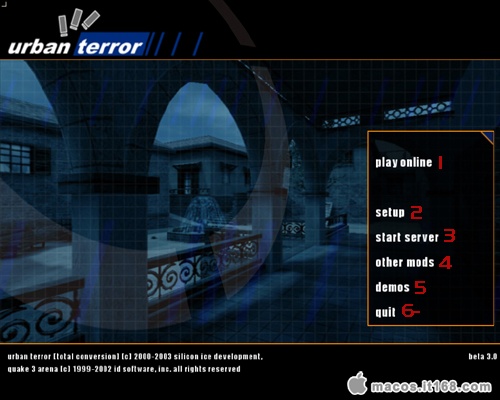 urban terror
play online 1
setup 2
start server 3
other mods 4
demos 5
quit 6-
urban terror [total conversion] (c) 2000-2003 silicon ice development,
beta 3.0
quake 3 arena (c) 1999-2002 id software, inc. all rights reserved
macos.it168.com